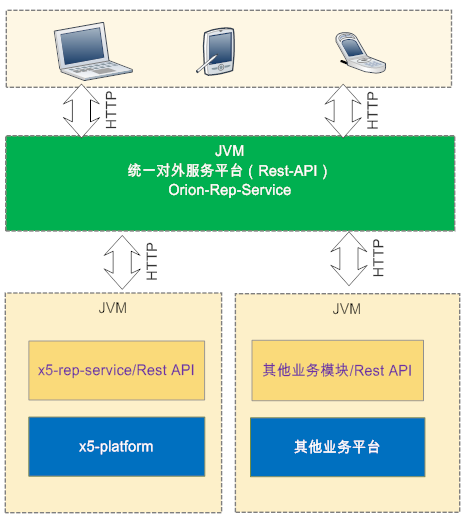 HTTP
HTTP
JVM
统一对外服务平台（Rest-API）
Orion-Rep-Service
HTTP
HTTP
JVM
x5-rep-service/Rest API
x5-platform
JVM
其他业务模块/Rest API
其他业务平台